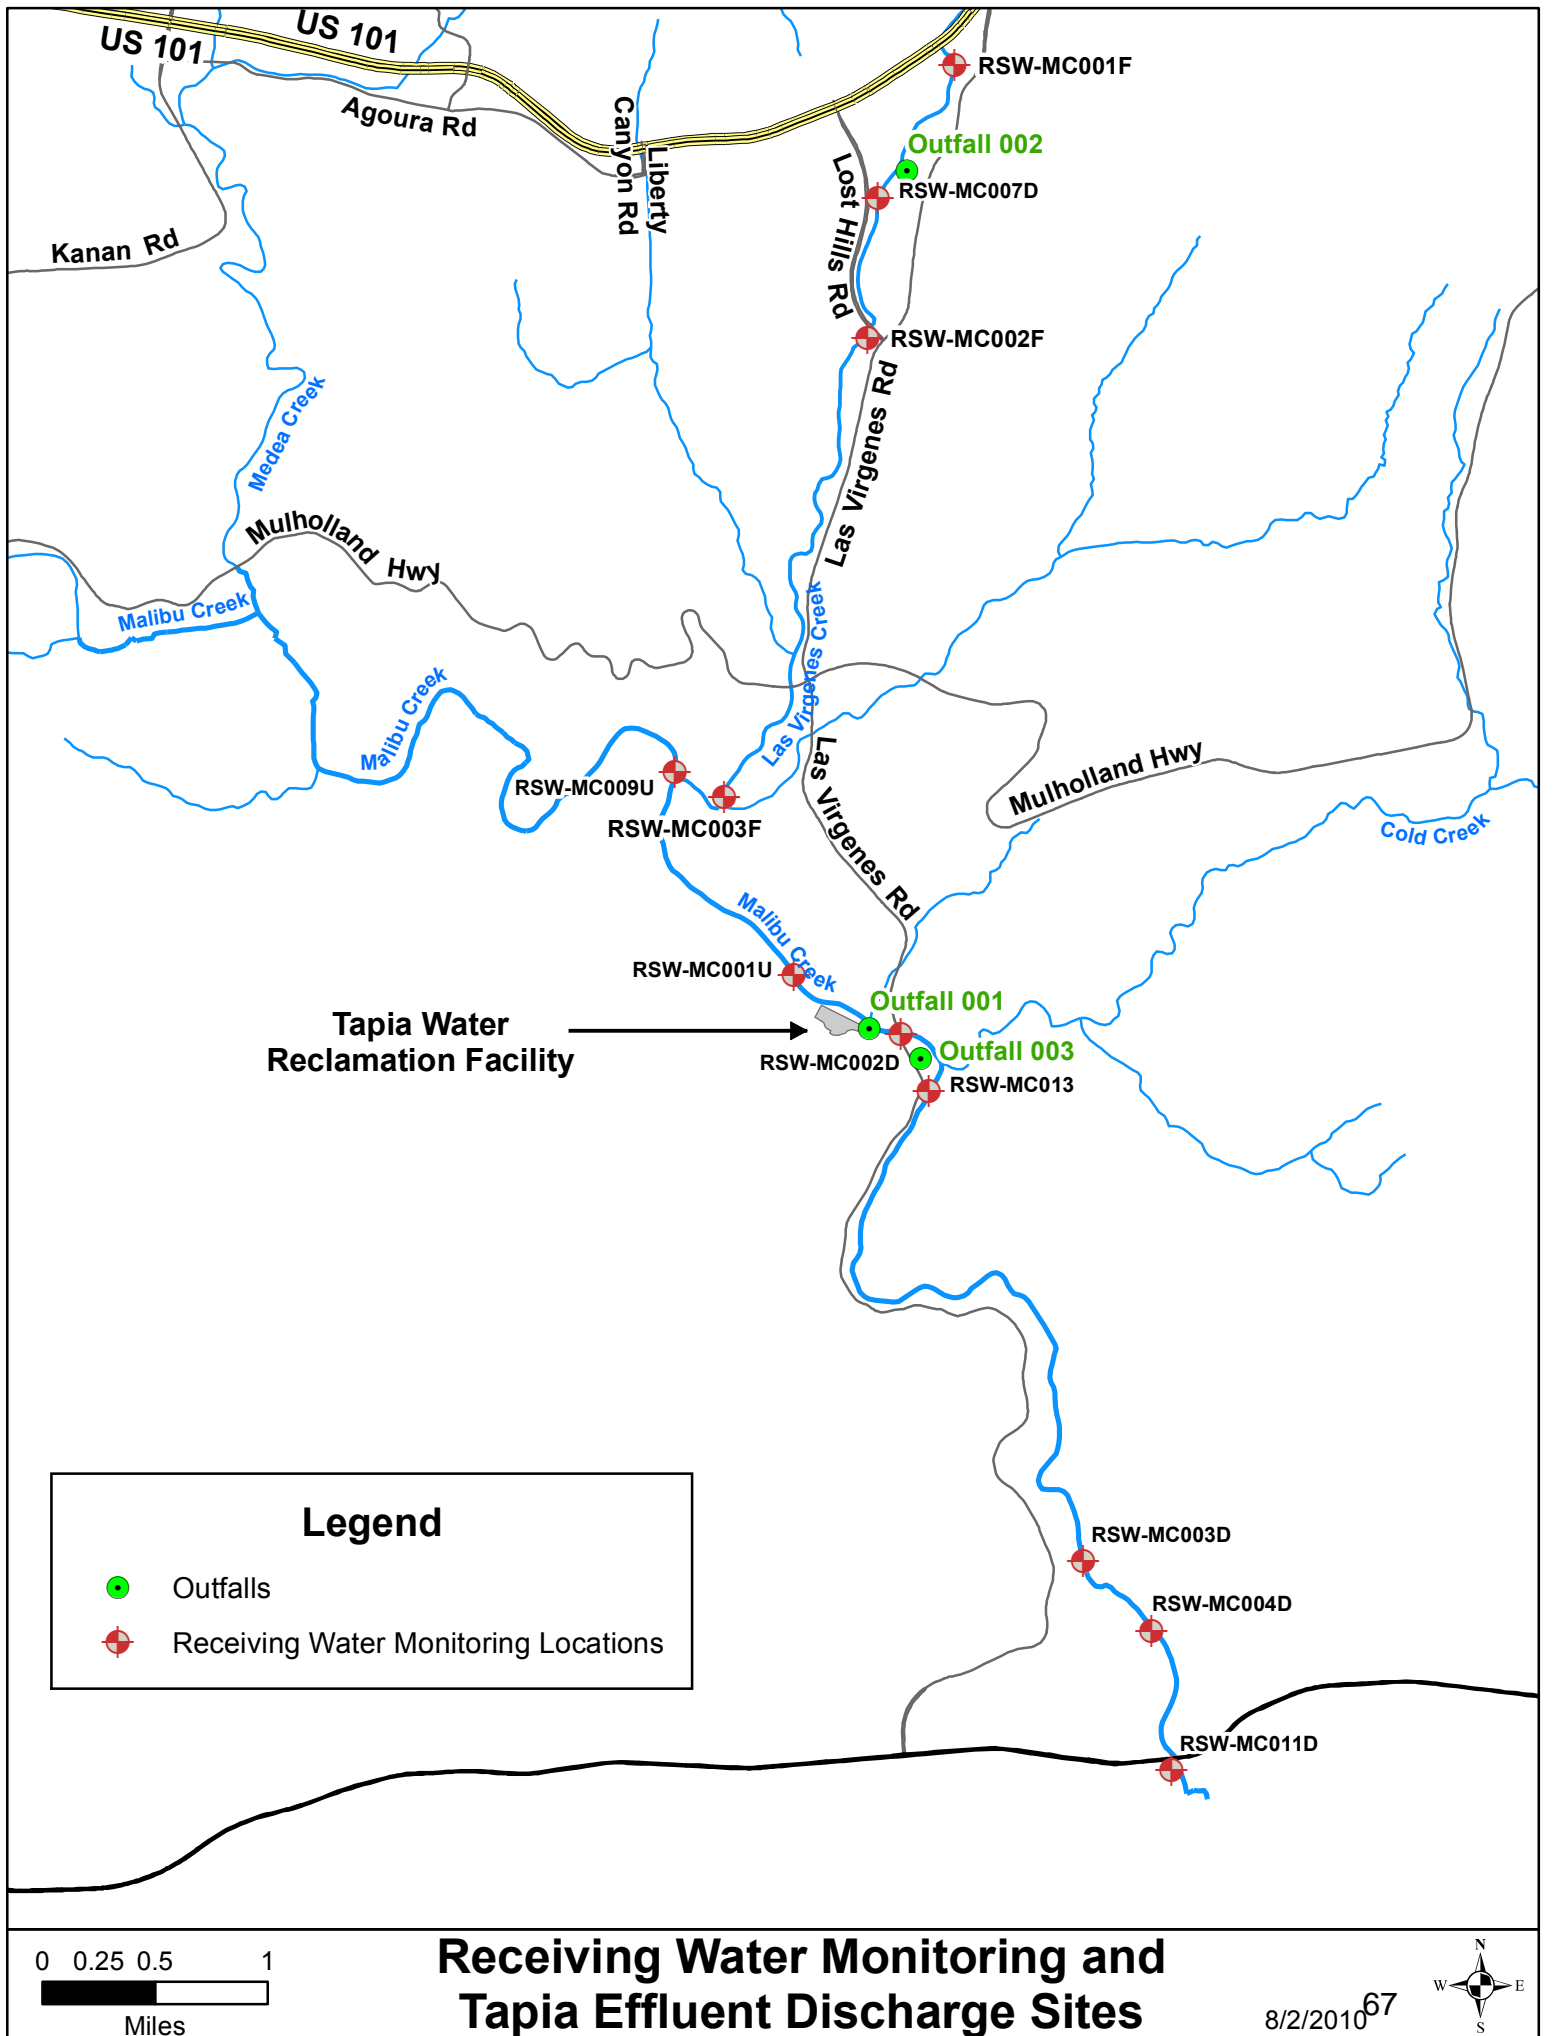 US 101
US 101
RSW-MC001F
Agoura Rd
Canyon Rd
Liberty
Outfall 002
RSW-MC007D
Lost Hills Rd
Kanan Rd
RSW-MC002F
Medea Creek
Las Virgenes Rd
Mulholland Hwy
Malibu Creek
Las Virgenes Creek
Malibu Creek
RSW-MC009U
RSW-MC003F
Las Virgenes Rd
Mulholland Hwy
Cold Creek
Malibu Creek
RSW-MC001U
Outfall 001
Tapia Water
Reclamation Facility
RSW-MC002D
Outfall 003
RSW-MC013
Legend
Outfalls
Receiving Water Monitoring Locations
RSW-MC003D
RSW-MC004D
RSW-MC011D
0 0.25 0.5 1
Miles
Receiving Water Monitoring and
Tapia Effluent Discharge Sites
8/2/2010
67
N
W E
S